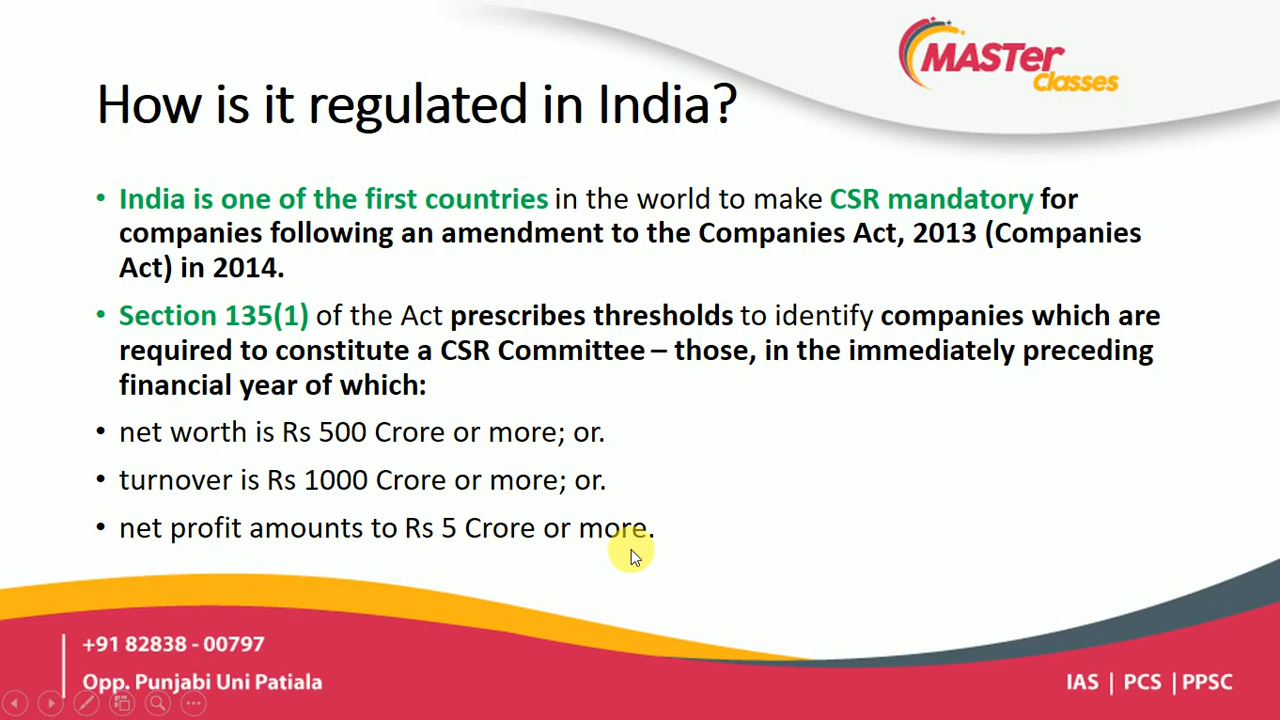 MASTer
Classes
How is it regulated in India?
• India is one of the first countries in the world to make CSR mandatory for
companies following an amendment to the Companies Act, 2013 (Companies
Act) in 2014.
• Section 135(1) of the Act prescribes thresholds to identify companies which are
required to constitute a CSR Committee – those, in the immediately preceding
financial year of which:
• net worth is Rs 500 Crore or more; or.
• turnover is Rs 1000 Crore or more; or.
• net profit amounts to Rs 5 Crore or more.
+91 82838 - 00797
Opp. Punjabi Uni Patiala
IAS | PCS | PPSC